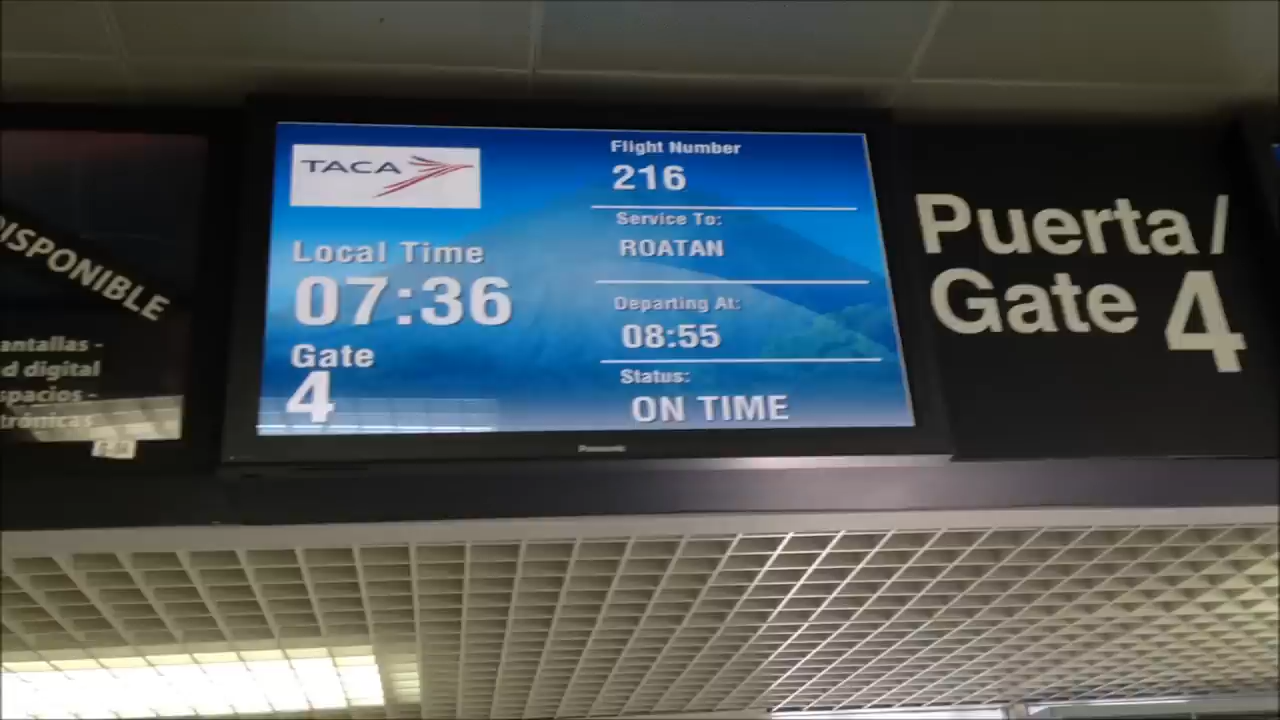 DISPONIBLE
antallas -
d digital
spacios -
trónicas
TACA
Local Time
07:36
Gate
4
Flight Number
216
Service To:
ROATAN
Departing At:
08:55
Status:
ON TIME
Panasonic
Puerta/
Gate 4